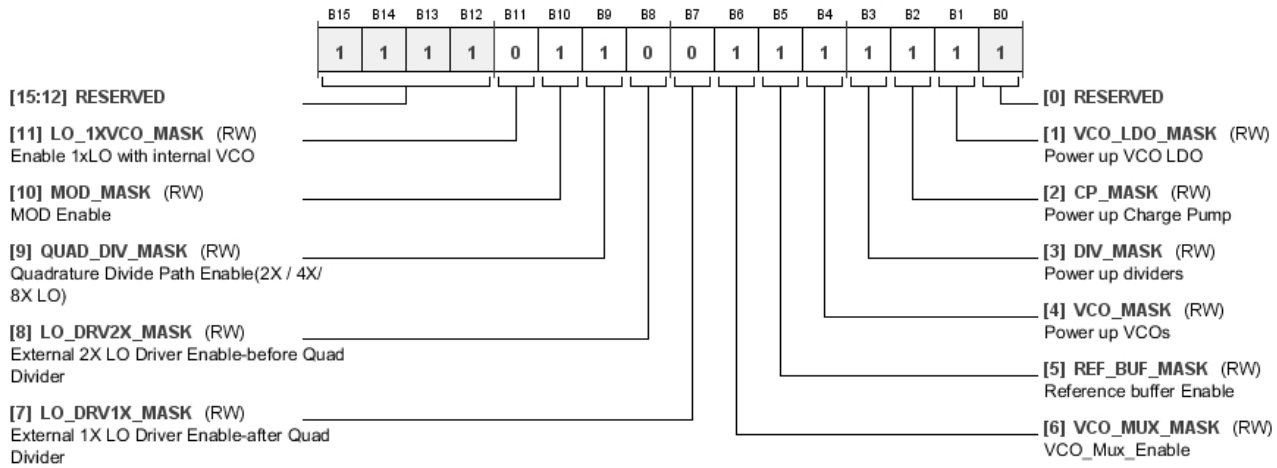 B15 B14 B13 B12 B11 B10 B9 B8 B7 B6 B5 B4 B3 B2 B1 B0
1 1 1 1 0 1 1 0 0 1 1 1 1 1 1 1
[15:12] RESERVED
[11] LO_1XVCO_MASK (RW)
Enable 1xLO with internal VCO
[10] MOD_MASK (RW)
MOD Enable
[9] QUAD_DIV_MASK (RW)
Quadrature Divide Path Enable(2X / 4X/
8X LO)
[8] LO_DRV2X_MASK (RW)
External 2X LO Driver Enable-before Quad
Divider
[7] LO_DRV1X_MASK (RW)
External 1X LO Driver Enable-after Quad
Divider
[0] RESERVED
[1] VCO_LDO_MASK (RW)
Power up VCO LDO
[2] CP_MASK (RW)
Power up Charge Pump
[3] DIV_MASK (RW)
Power up dividers
[4] VCO_MASK (RW)
Power up VCOs
[5] REF_BUF_MASK (RW)
Reference buffer Enable
[6] VCO_MUX_MASK (RW)
VCO_Mux_Enable